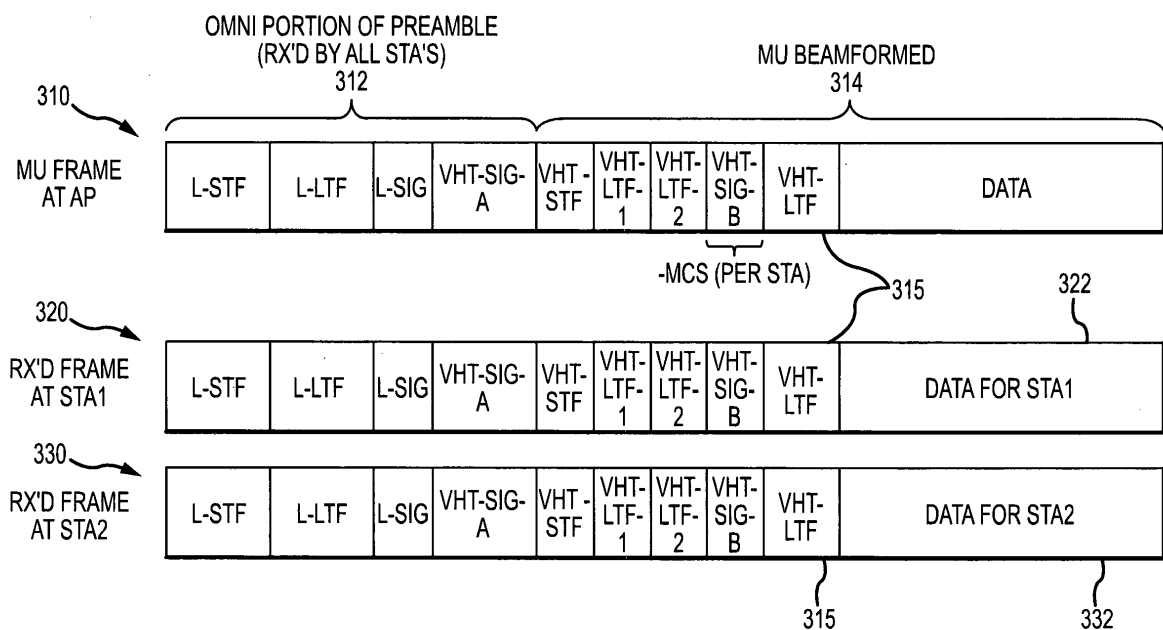 OMNI PORTION OF PREAMBLE
(RX'D BY ALL STA'S)
312
MU BEAMFORMED
314
310
MU FRAME
AT AP
L-STF
L-LTF
L-SIG
VHT-SIG-
A
VHT -
STF
VHT-
LTF-
1
VHT-
LTF-
2
VHT-
SIG-
B
VHT-
LTF
DATA
-MCS (PER STA)
315
322
320
RX'D FRAME
AT STA1
L-STF
L-LTF
L-SIG
VHT-SIG-
A
VHT-
STF
VHT-
LTF-
1
VHT-
LTF-
2
VHT-
SIG-
B
VHT-
LTF
DATA FOR STA1
330
RX'D FRAME
AT STA2
L-STF
L-LTF
L-SIG
VHT-SIG-
A
VHT -
STF
VHT-
LTF-
1
VHT-
LTF-
2
VHT-
SIG-
B
VHT-
LTF
DATA FOR STA2
315
332